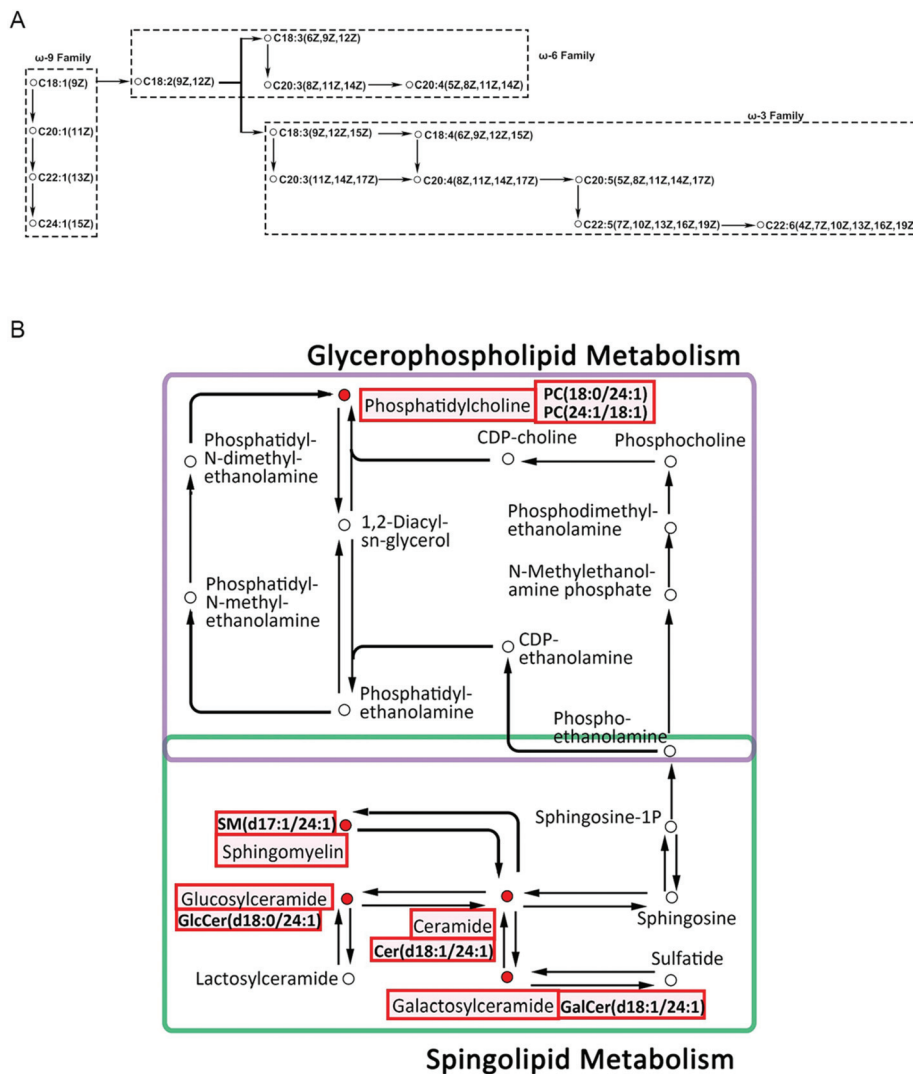 A
ω-9 Family
ω-6 Family
C18:3(6Z,9Z,12Z)
C18:1(9Z)
C18:2(9Z,12Z)
C20:3(8Z,11Z,14Z)
C20:4(5Z,8Z,11Z,14Z)
ω-3 Family
C20:1(11Z)
C18:3(9Z,12Z,15Z)
C18:4(6Z,9Z,12Z,15Z)
C22:1(13Z)
C20:3(11Z,14Z,17Z)
C20:4(8Z,11Z,14Z,17Z)
C20:5(5Z,8Z,11Z,14Z,17Z)
C24:1(15Z)
C22:5(7Z,10Z,13Z,16Z,19Z)
C22:6(4Z,7Z,10Z,13Z,16Z,19Z)
B
Glycerophospholipid Metabolism
Phosphatidylcholine
PC(18:0/24:1)
PC(24:1/18:1)
Phosphatidyl-
N-dimethyl-
ethanolamine
CDP-choline
Phosphocholine
1,2-Diacyl-
sn-glycerol
Phosphodimethyl-
ethanolamine
Phosphatidyl-
N-methyl-
ethanolamine
N-Methylethanol-
amine phosphate
CDP-
ethanolamine
Phosphatidyl-
ethanolamine
Phospho-
ethanolamine
SM(d17:1/24:1)
Sphingomyelin
Sphingosine-1P
Glucosylceramide
GlcCer(d18:0/24:1)
Ceramide
Cer(d18:1/24:1)
Sphingosine
Lactosylceramide
Sulfatide
Galactosylceramide
GalCer(d18:1/24:1)
Spingolipid Metabolism